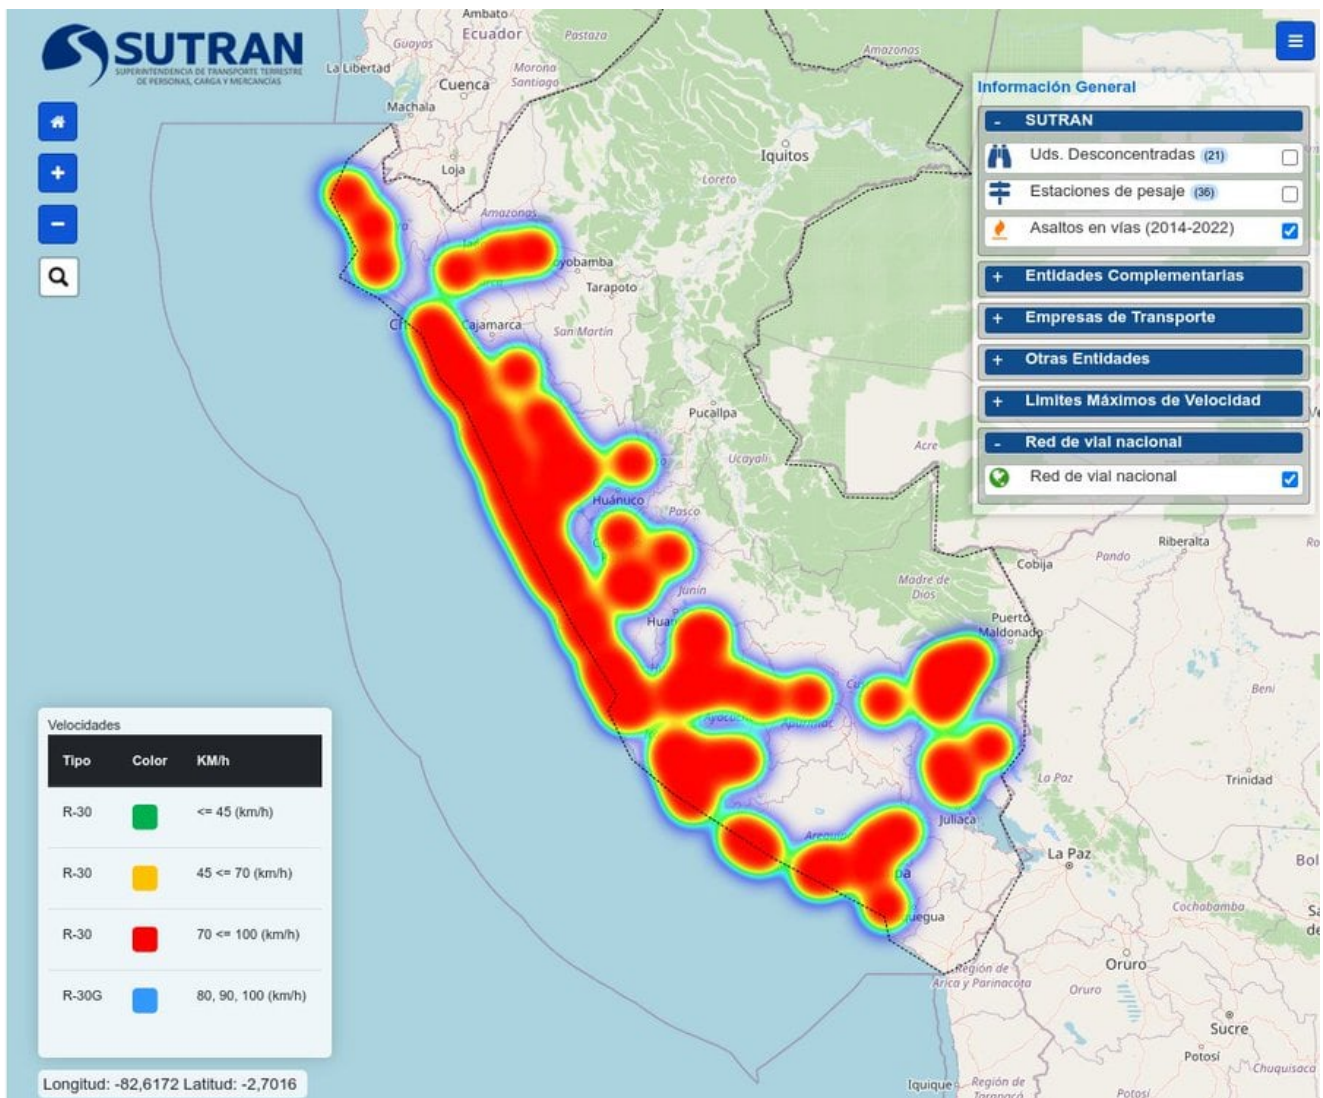 SUTRAN
SUPERINTENDENCIA DE TRANSPORTE TERRESTRE
DE PERSONAS, CARGA Y MERCANCÍAS
Ambato
Ecuador
Pastaza
Guayas
La Libertad
Morona
Santiago
Cuenca
Machala
Loja
Amazonas
Iquitos
Loreto
Amazonas
oyobamba
Tarapoto
Cajamarca
San Martín
Pucallpa
Ucayali
Acre
Huánuco
Pasco
Junín
Madre de
Dios
Puerto
Maldonado
Cobija
Riberalta
Pando
Beni
Trinidad
La Paz
Ayacuc
Apurímac
Juliaca
La Paz
quegua
Cochabamba
Oruro
Oruro
Región de
Arica y Parinacota
Sucre
Potosí
Potosí
Chuquisaca
Iquique
Región de
Información General
- SUTRAN
Uds. Desconcentradas (21)
Estaciones de pesaje (36)
Asaltos en vías (2014-2022)
+ Entidades Complementarias
+ Empresas de Transporte
+ Otras Entidades
+ Limites Máximos de Velocidad
- Red de vial nacional
Red de vial nacional
Velocidades
Tipo Color KM/h
R-30 <= 45 (km/h)
R-30 45 <= 70 (km/h)
R-30 70 <= 100 (km/h)
R-30G 80, 90, 100 (km/h)
Longitud: -82,6172 Latitud: -2,7016